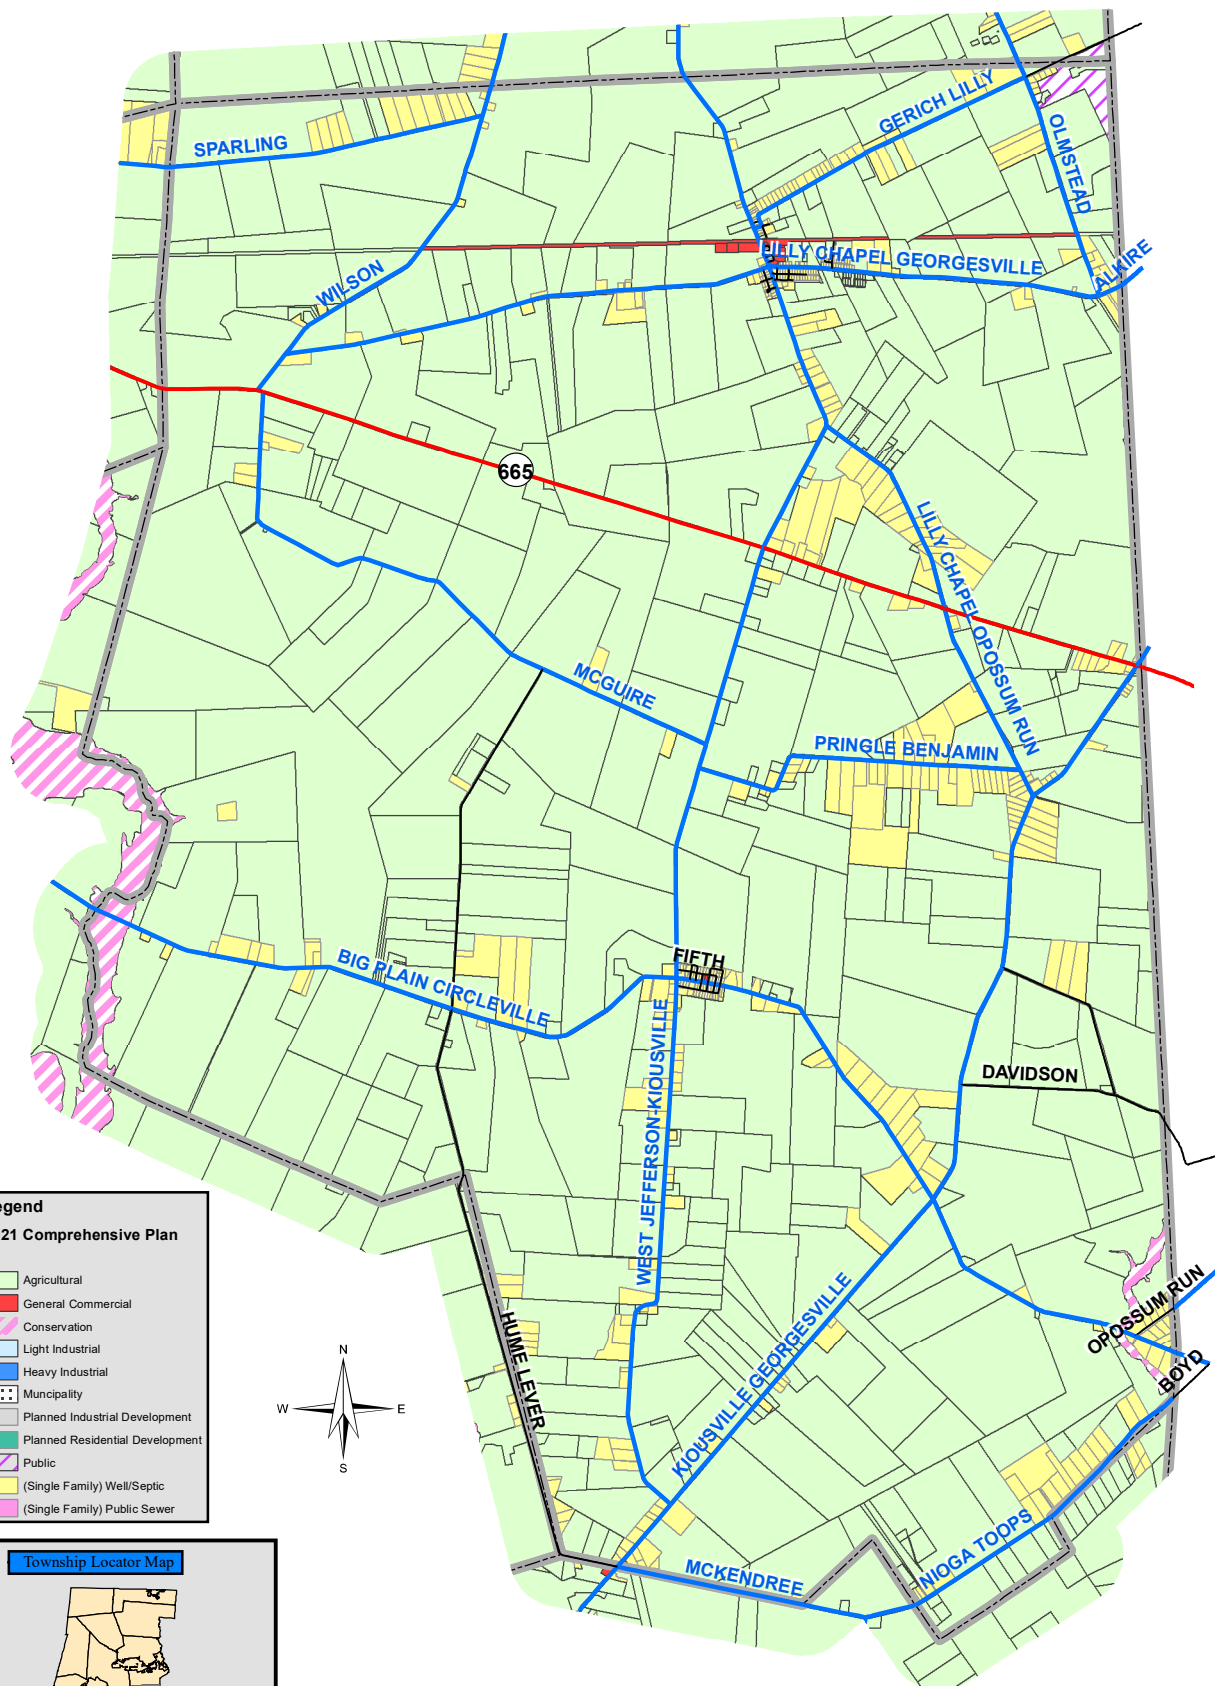 SPARLING
GERICH LILLY
OLMSTEAD
LILLY CHAPEL GEORGESVILLE
ALKIRE
WILSON
665
LILLY CHAPEL OPOSSUM RUN
MCGUIRE
PRINGLE BENJAMIN
FIFTH
BIG PLAIN CIRCLEVILLE
WEST JEFFERSON-KIOUSVILLE
DAVIDSON
OPOSSUM RUN
BOYD
HUME LEVER
KIOUSVILLE GEORGESVILLE
NIOGA TOOPS
MCKENDREE
egend
21 Comprehensive Plan
Agricultural
General Commercial
Conservation
Light Industrial
Heavy Industrial
Muncipality
Planned Industrial Development
Planned Residential Development
Public
(Single Family) Well/Septic
(Single Family) Public Sewer
N
W
E
S
Township Locator Map